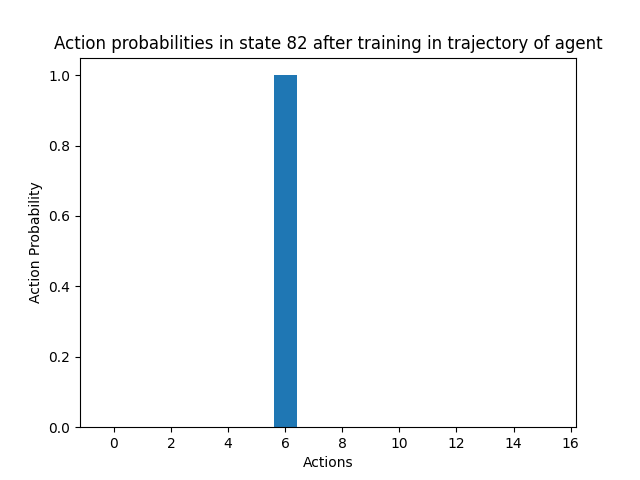 Action probabilities in state 82 after training in trajectory of agent
1.0
0.8
0.6
0.4
0.2
0.0
Action Probability
0 2 4 6 8 10 12 14 16
Actions